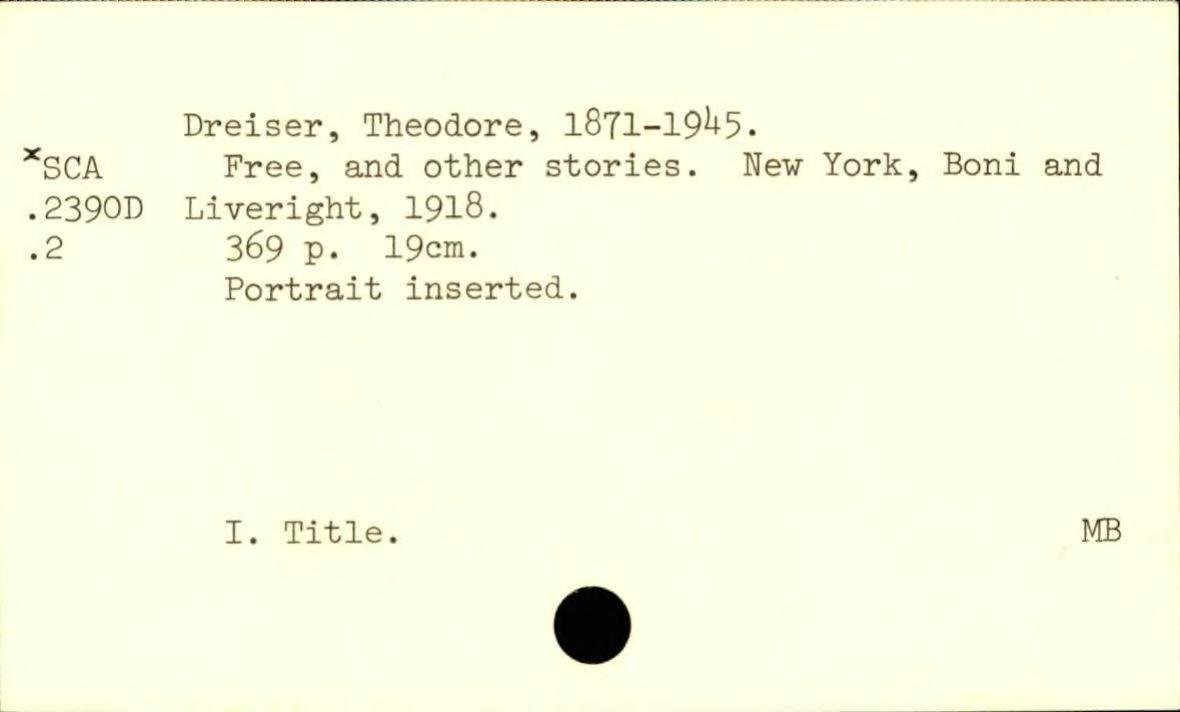 Dreiser, Theodore, 1871-1945.
*SCA Free, and other stories. New York, Boni and
.2390D Liveright, 1918.
.2 369 p. 19cm.
Portrait inserted.
I. Title. MB